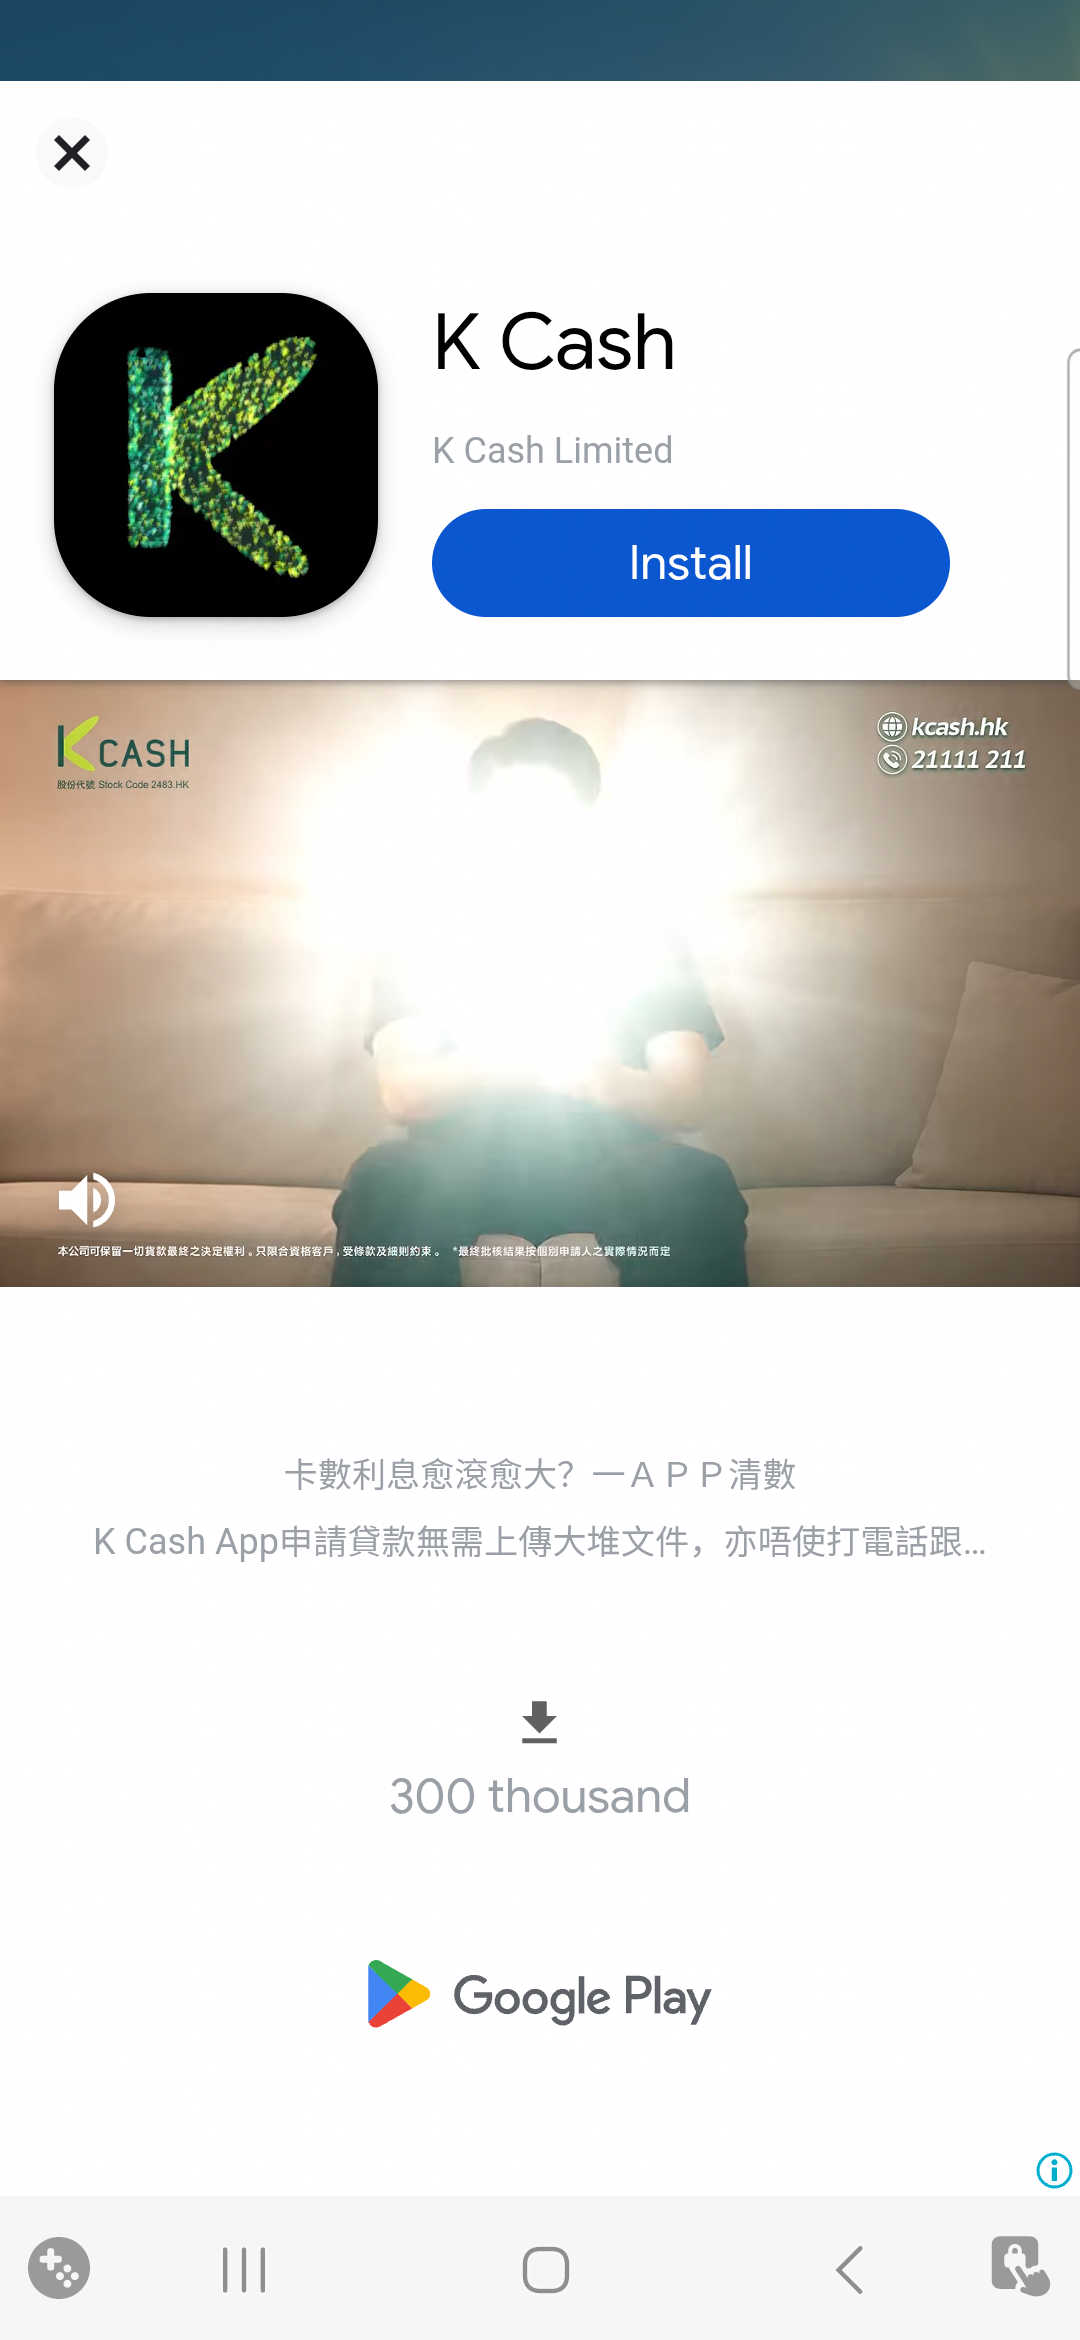 K Cash
K Cash Limited
Install
K CASH
股份代號 Stock Code 2483.HK
kcash.hk
21111 211
本公司可保留一切貨款最終之決定權利。只限合資格客戶,受條款及細則約束。 *最終批核結果按個別申請人之實際情況而定
卡數利息愈滾愈大？一ＡＰＰ清數
K Cash App申請貸款無需上傳大堆文件，亦唔使打電話跟...
300 thousand
Google Play